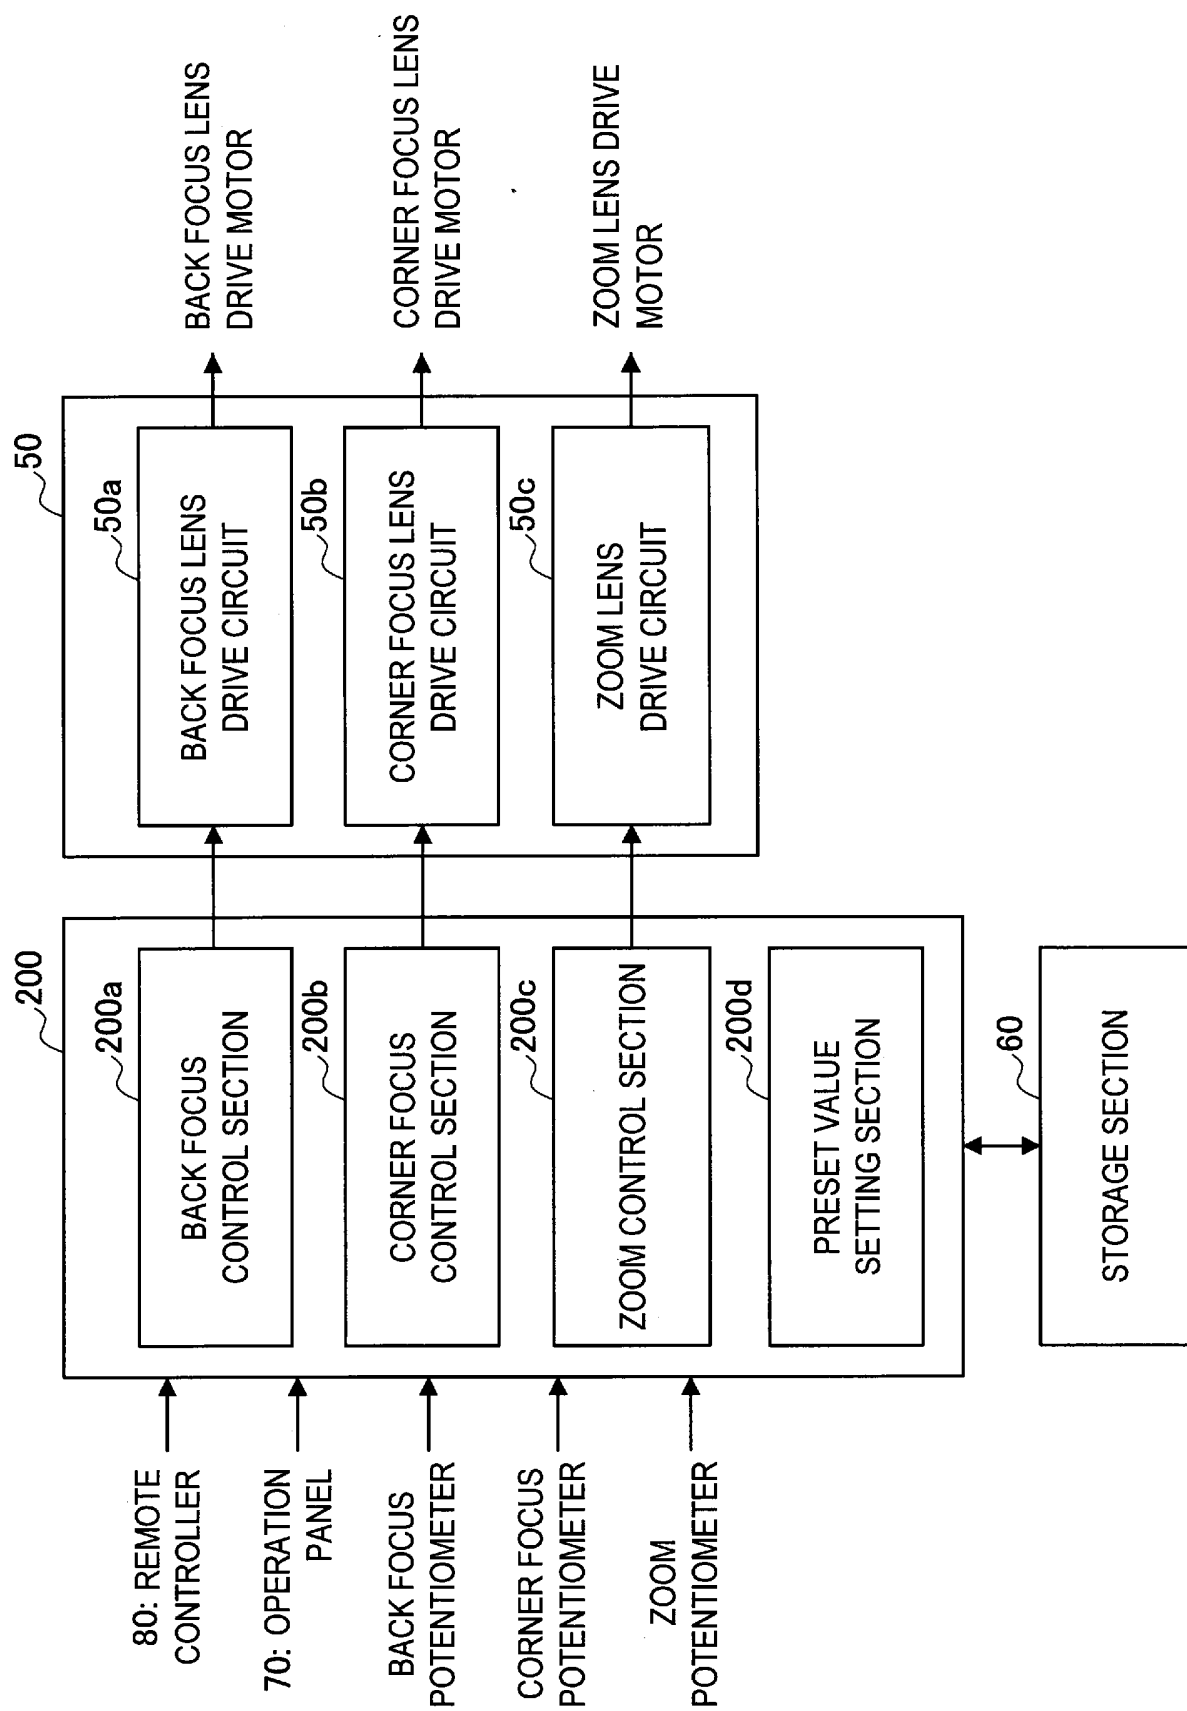 80: REMOTE
CONTROLLER
70: OPERATION
PANEL
BACK FOCUS
POTENTIOMETER
CORNER FOCUS
POTENTIOMETER
ZOOM
POTENTIOMETER
200
200a
BACK FOCUS
CONTROL SECTION
200b
CORNER FOCUS
CONTROL SECTION
200c
ZOOM CONTROL SECTION
200d
PRESET VALUE
SETTING SECTION
60
STORAGE SECTION
50
50a
BACK FOCUS LENS
DRIVE CIRCUIT
50b
CORNER FOCUS LENS
DRIVE CIRCUIT
50c
ZOOM LENS
DRIVE CIRCUIT
BACK FOCUS LENS
DRIVE MOTOR
CORNER FOCUS LENS
DRIVE MOTOR
ZOOM LENS DRIVE
MOTOR